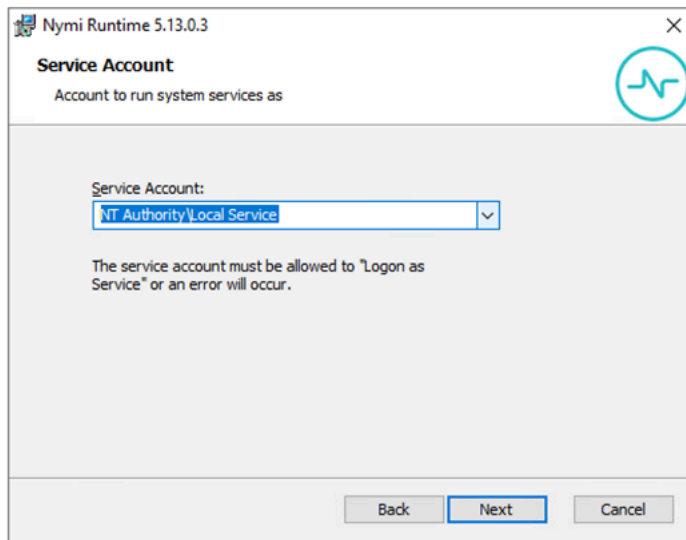 Nymi Runtime 5.13.0.3
Service Account
Account to run system services as
Service Account:
NT Authority\Local Service
The service account must be allowed to "Logon as
Service" or an error will occur.
Back
Next
Cancel